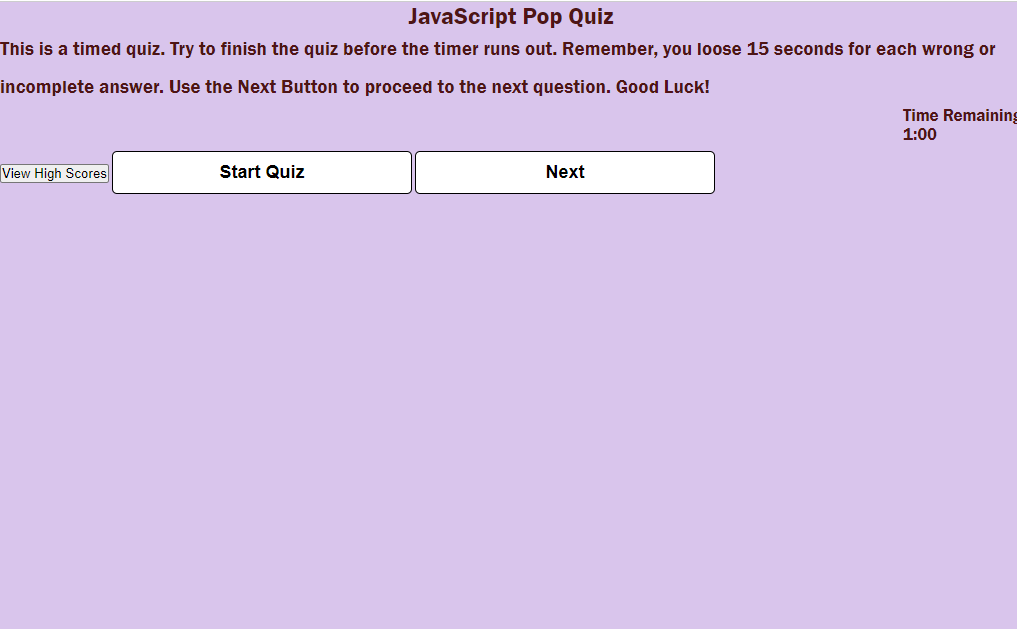 JavaScript Pop Quiz
This is a timed quiz. Try to finish the quiz before the timer runs out. Remember, you loose 15 seconds for each wrong or
incomplete answer. Use the Next Button to proceed to the next question. Good Luck!
Time Remaining
1:00
View High Scores Start Quiz Next